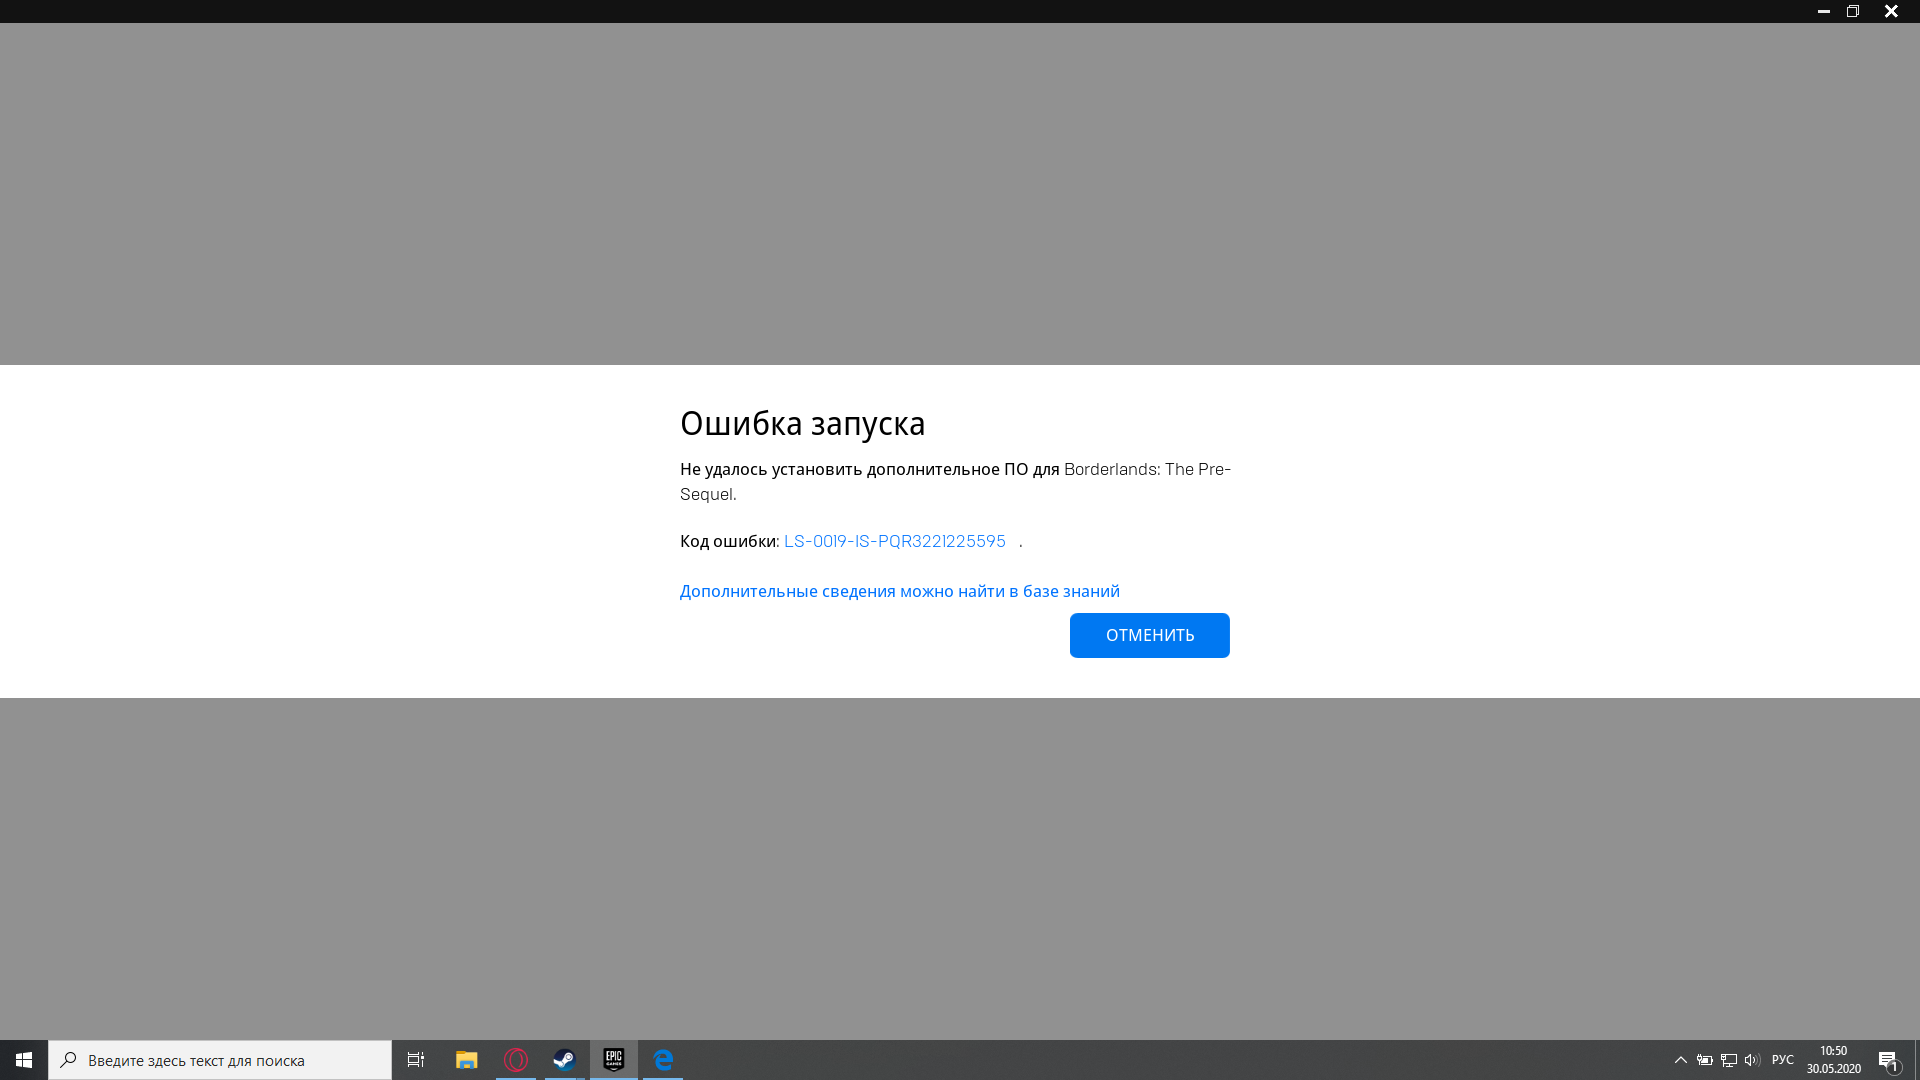 Ошибка запуска
Не удалось установить дополнительное ПО для Borderlands: The Pre-
Sequel.
Код ошибки: LS-0019-IS-PQR3221225595 .
Дополнительные сведения можно найти в базе знаний
ОТМЕНИТЬ
Введите здесь текст для поиска
EPIC
GAMES
РУС
10:50
30.05.2020
1